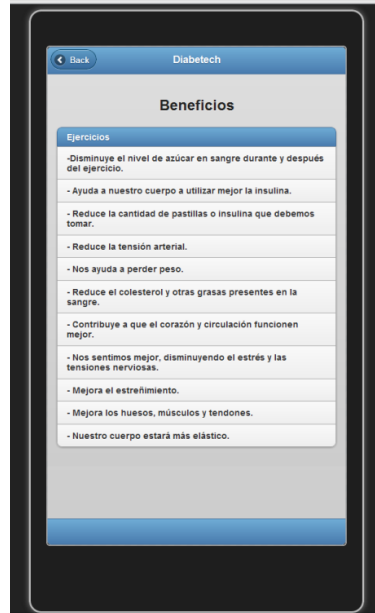 Back
Diabetech
Beneficios
Ejercicios
-Disminuye el nivel de azúcar en sangre durante y después
del ejercicio.
- Ayuda a nuestro cuerpo a utilizar mejor la insulina.
- Reduce la cantidad de pastillas o insulina que debemos
tomar.
- Reduce la tensión arterial.
- Nos ayuda a perder peso.
- Reduce el colesterol y otras grasas presentes en la
sangre.
- Contribuye a que el corazón y circulación funcionen
mejor.
- Nos sentimos mejor, disminuyendo el estrés y las
tensiones nerviosas.
- Mejora el estreñimiento.
- Mejora los huesos, músculos y tendones.
- Nuestro cuerpo estará más elástico.